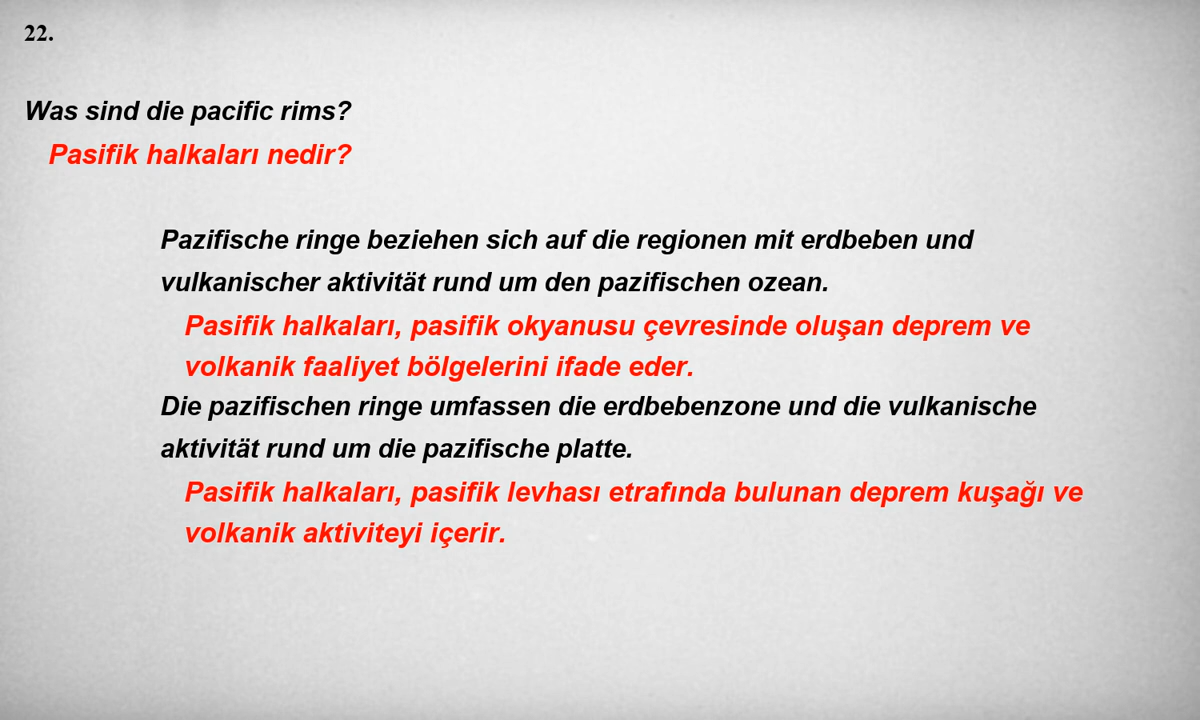 22.
Was sind die pacific rims?
Pasifik halkaları nedir?
Pazifische ringe beziehen sich auf die regionen mit erdbeben und
vulkanischer aktivität rund um den pazifischen ozean.
Pasifik halkaları, pasifik okyanusu çevresinde oluşan deprem ve
volkanik faaliyet bölgelerini ifade eder.
Die pazifischen ringe umfassen die erdbebenzone und die vulkanische
aktivität rund um die pazifische platte.
Pasifik halkaları, pasifik levhası etrafında bulunan deprem kuşağı ve
volkanik aktiviteyi içerir.